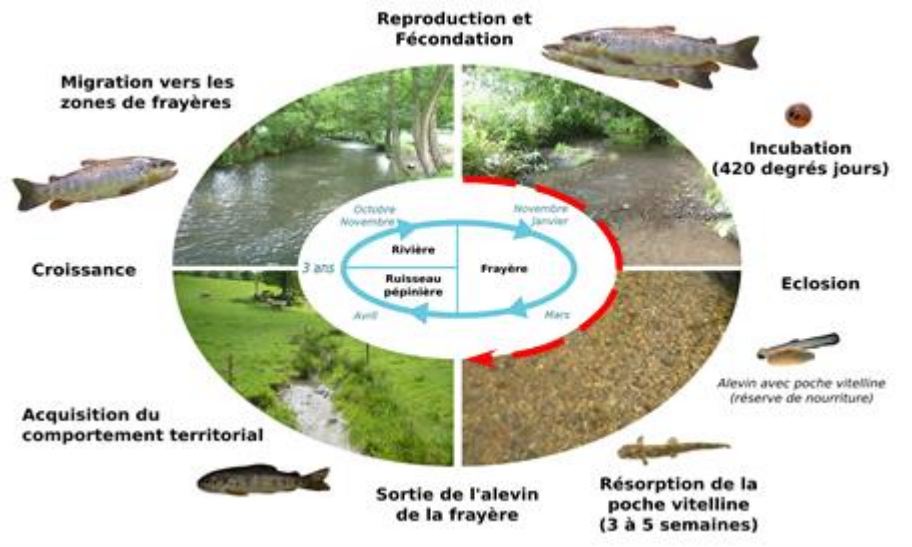 Reproduction et
Fécondation
Migration vers les
zones de frayères
Incubation
(420 degrés jours)
Octobre
Novembre
Novembre
Janvier
Rivière
Croissance
3 ans
Frayère
Ruisseau
pépinière
Eclosion
Avril
Mars
Alevin avec poche vitelline
(réserve de nourriture)
Acquisition du
comportement territorial
Sortie de l'alevin
de la frayère
Résorption de la
poche vitelline
(3 à 5 semaines)